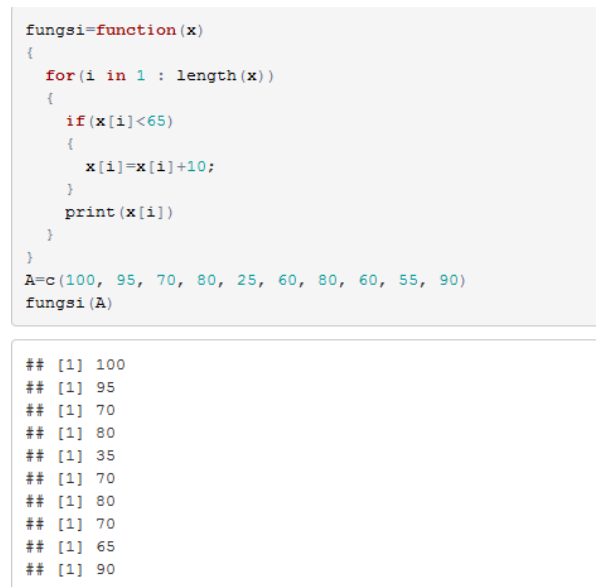 fungsi=function(x)
{
  for(i in 1 : length(x))
  {
    if(x[i]<65)
    {
      x[i]=x[i]+10;
    }
    print(x[i])
  }
}
A=c(100, 95, 70, 80, 25, 60, 80, 60, 55, 90)
fungsi(A)
## [1] 100
## [1] 95
## [1] 70
## [1] 80
## [1] 35
## [1] 70
## [1] 80
## [1] 70
## [1] 65
## [1] 90